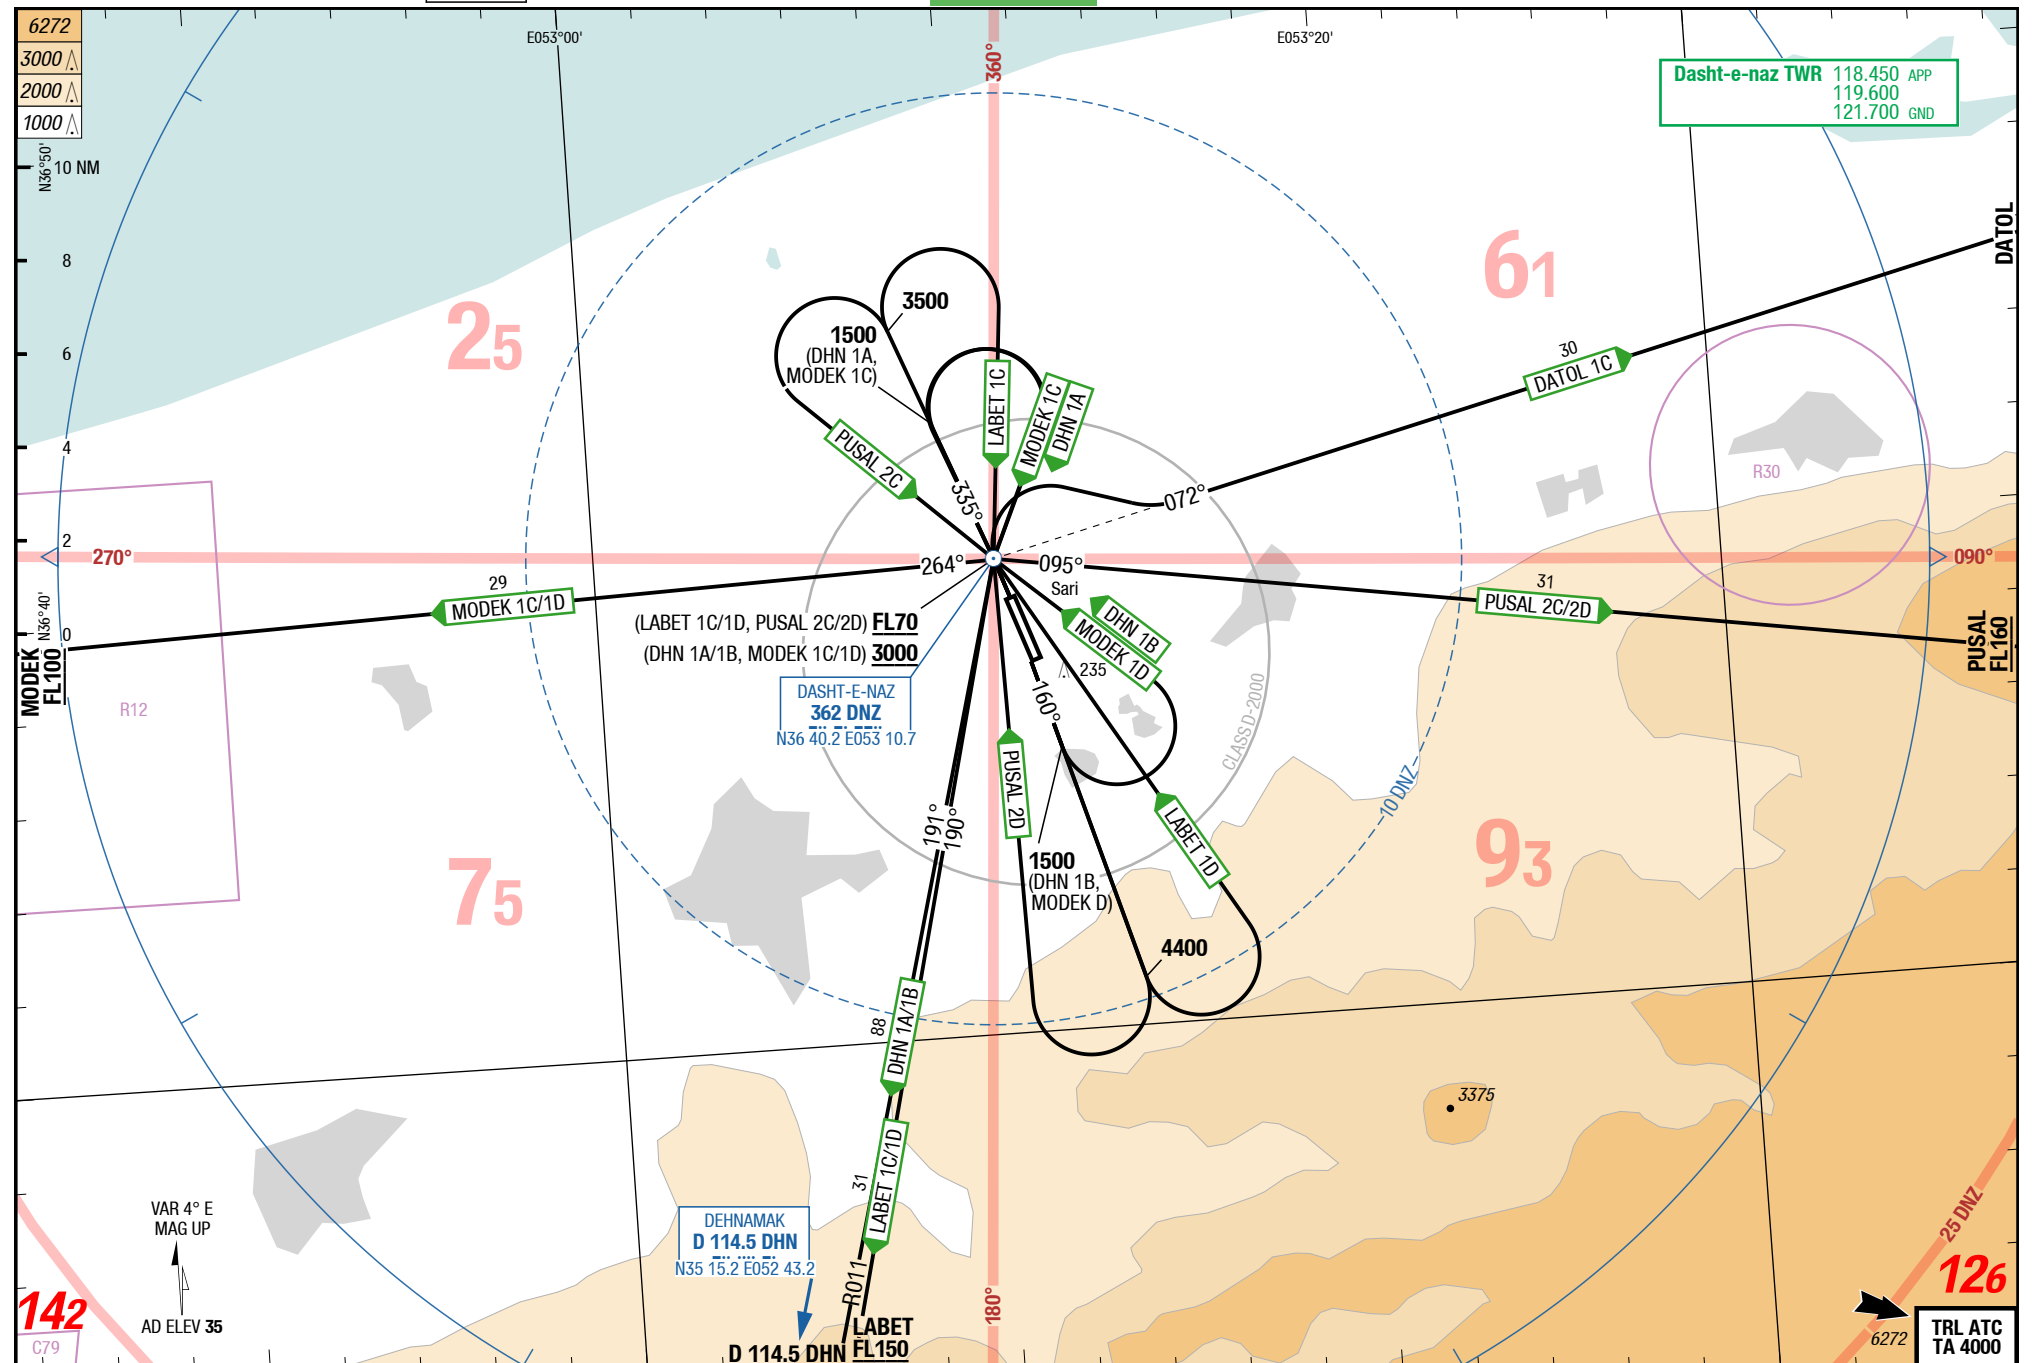 6272
3000
2000
1000
E053°00'
E053°20'
360°
Dasht-e-naz TWR 118.450 APP
119.600
121.700 GND
N36°50'
10 NM
8
6
4
2
0
N36°40'
DATOL
61
25
3500
1500
(DHN 1A,
MODEK 1C)
LABET 1C
MODEK 1C
DHN 1A
PUSAL 2C
335°
30
DATOL 1C
R30
072°
270°
264°
095°
090°
Sari
29
MODEK 1C/1D
31
PUSAL 2C/2D
(LABET 1C/1D, PUSAL 2C/2D) FL70
(DHN 1A/1B, MODEK 1C/1D) 3000
DHN 1B
MODEK 1D
235
160°
MODEK
FL100
PUSAL
FL160
R12
DASHT-E-NAZ
362 DNZ
N36 40.2 E053 10.7
CLASS D-2000
10 DNZ
PUSAL 2D
LABET 1D
191°
190°
1500
(DHN 1B,
MODEK D)
4400
75
93
88
DHN 1A/1B
3375
31
LABET 1C/1D
VAR 4° E
MAG UP
AD ELEV 35
DEHNAMAK
D 114.5 DHN
N35 15.2 E052 43.2
R011
180°
25 DNZ
142
C79
126
LABET
FL150
D 114.5 DHN
6272
TRL ATC
TA 4000